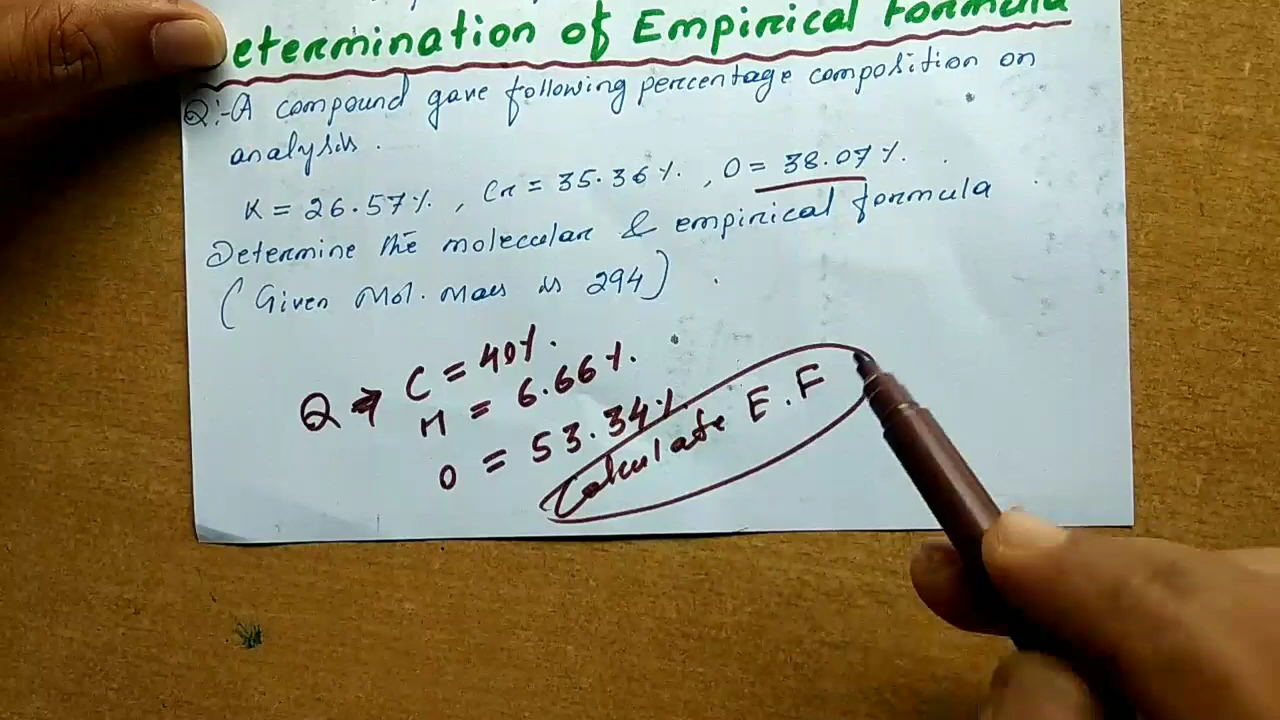 etermination of Empirical Formula
Q:- A compound gave following percentage composition on
analysis.
K = 26.57%, Cr = 35.36%, O = 38.07%.
Determine the molecular & empirical formula
(Given Mol. Mass is 294)
Q → C = 40%.
H = 6.66%.
O = 53.34%.
Calculate E.F